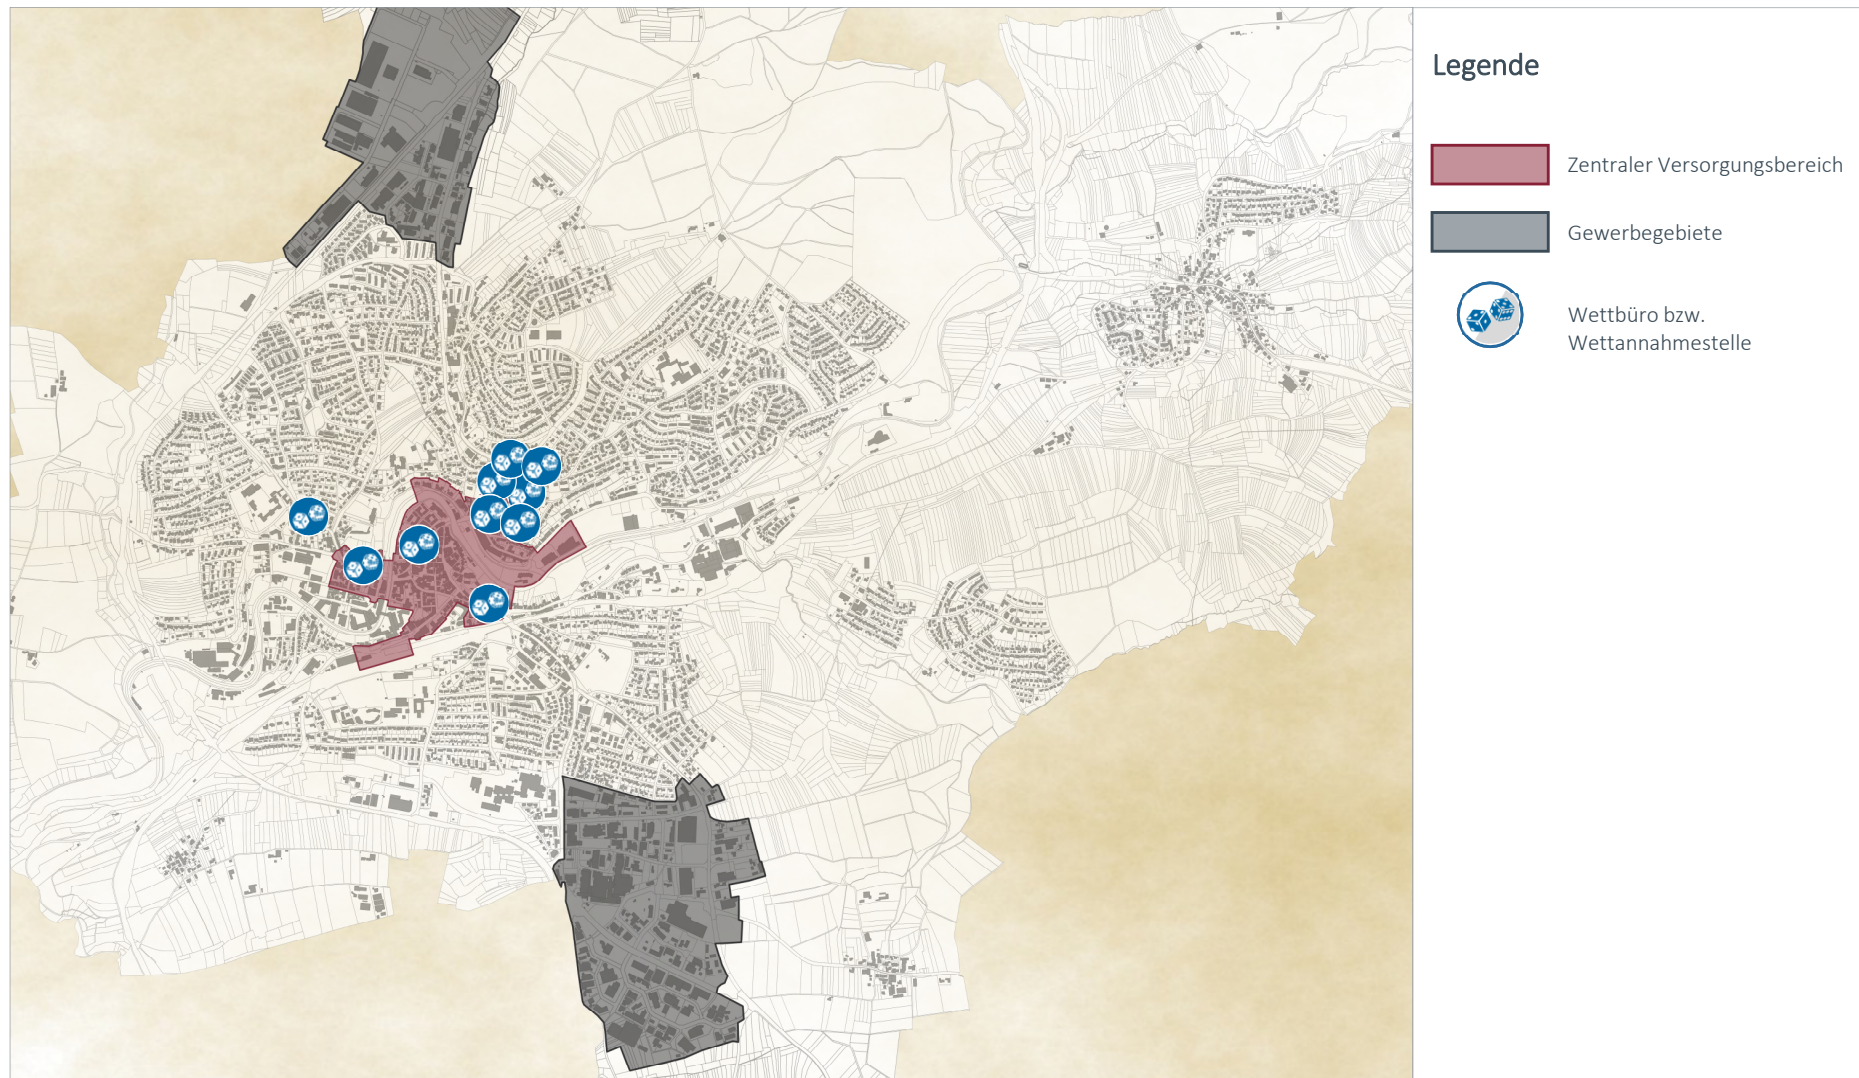 Legende
Zentraler Versorgungsbereich
Gewerbegebiete
Wettbüro bzw.
Wettannahmestelle